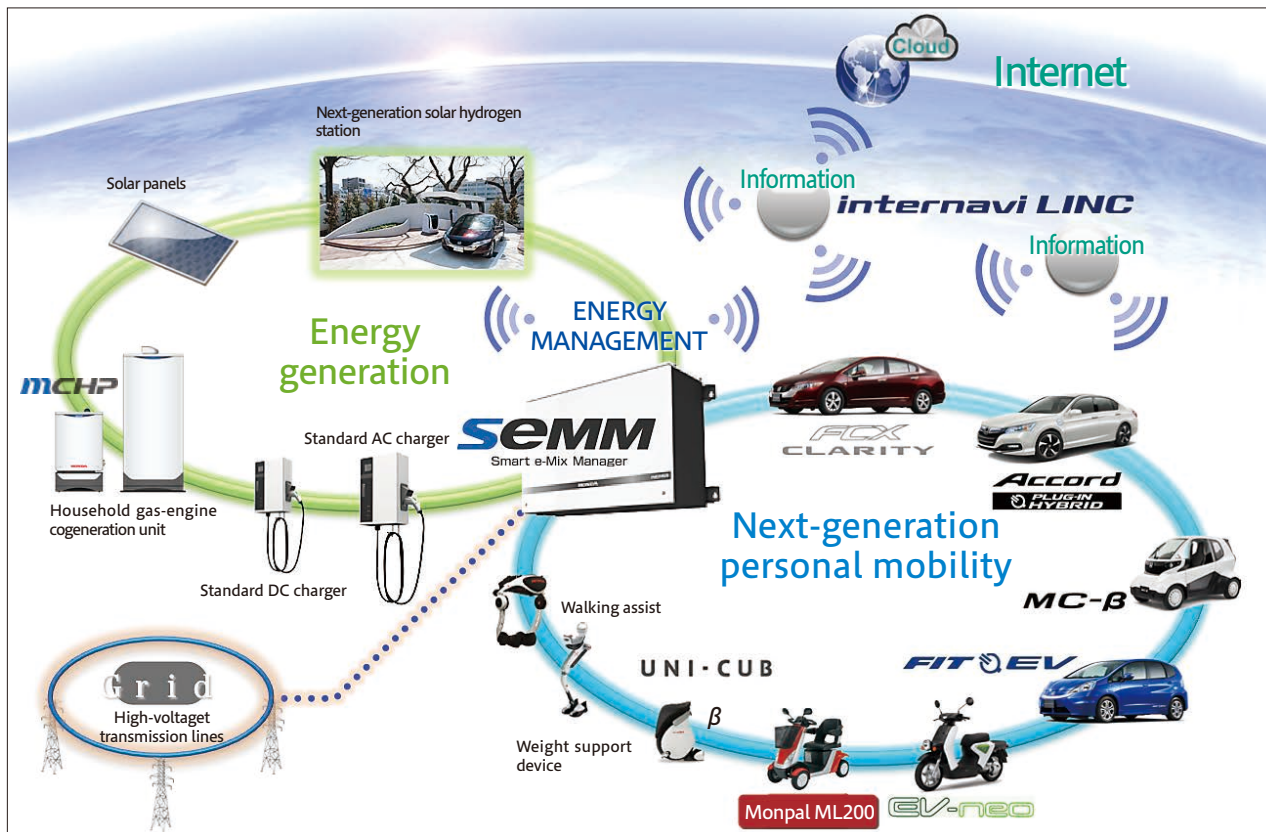 Cloud
Internet
Next-generation solar hydrogen
station
Solar panels
Information
internavi LINC
Information
ENERGY
MANAGEMENT
Energy
generation
mCHP
HONDA
Standard AC charger
SeMM
Smart e-Mix Manager
HONDA
FCX
CLARITY
Accord
PLUG-IN
HYBRID
Household gas-engine
cogeneration unit
Next-generation
personal mobility
Standard DC charger
MC-β
Walking assist
UNI-CUB
β
FIT EV
Grid
High-voltaget
transmission lines
Weight support
device
Monpal ML200
EV-neo